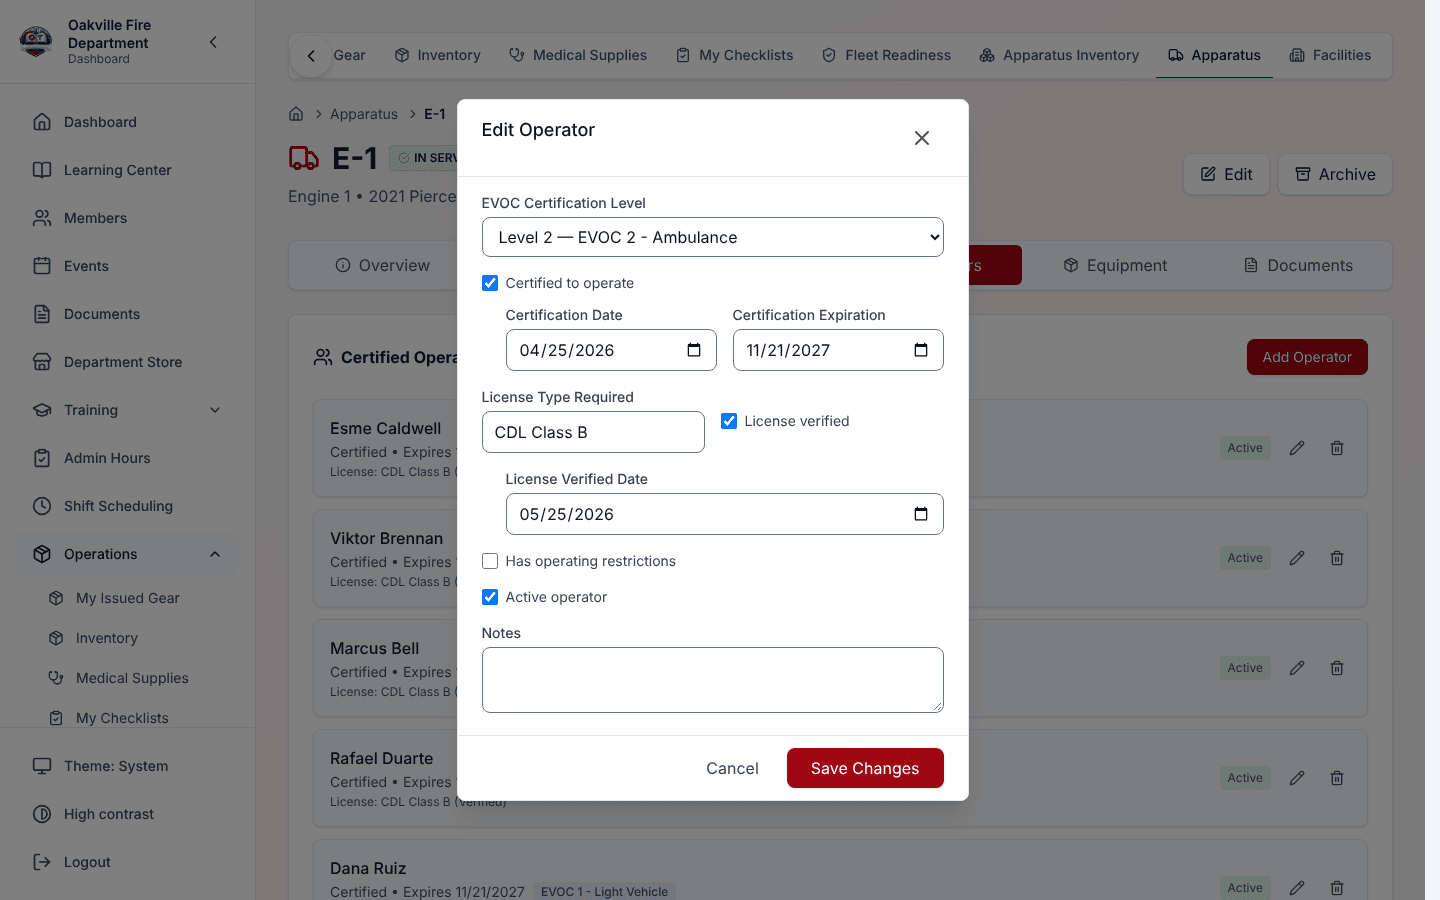 Oakville Fire
Department
Dashboard
Dashboard
Learning Center
Members
Events
Documents
Department Store
Training
Admin Hours
Shift Scheduling
Operations
My Issued Gear
Inventory
Medical Supplies
My Checklists
Theme: System
High contrast
Logout
Gear
Inventory
Medical Supplies
My Checklists
Fleet Readiness
Apparatus Inventory
Apparatus
Facilities
Apparatus
E-1
E-1
IN SERV
Engine 1 • 2021 Pierce
Edit
Archive
Overview
rs
Equipment
Documents
Certified Opera
Add Operator
Esme Caldwell
Certified • Expires
License: CDL Class B (
Active
Viktor Brennan
Certified • Expires
License: CDL Class B
Active
Marcus Bell
Certified • Expires
License: CDL Class B (
Active
Rafael Duarte
Certified • Expires
License: CDL Class B (Verified)
Active
Dana Ruiz
Certified • Expires 11/21/2027
EVOC 1 - Light Vehicle
Active
Edit Operator
EVOC Certification Level
Level 2 — EVOC 2 - Ambulance
Certified to operate
Certification Date
Certification Expiration
04/25/2026
11/21/2027
License Type Required
CDL Class B
License verified
License Verified Date
05/25/2026
Has operating restrictions
Active operator
Notes
Cancel
Save Changes